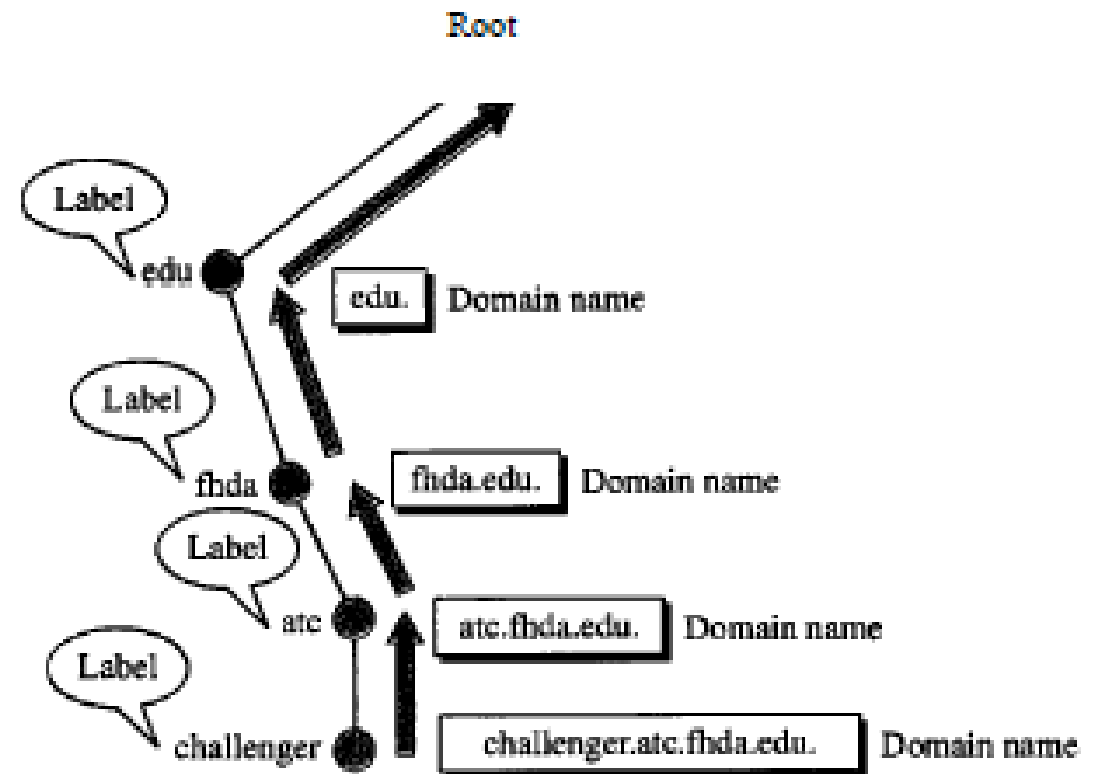 Root
Label
edu
edu. Domain name
Label
fhda
fhda.edu. Domain name
Label
atc
atc.fhda.edu. Domain name
Label
challenger
challenger.atc.fhda.edu. Domain name